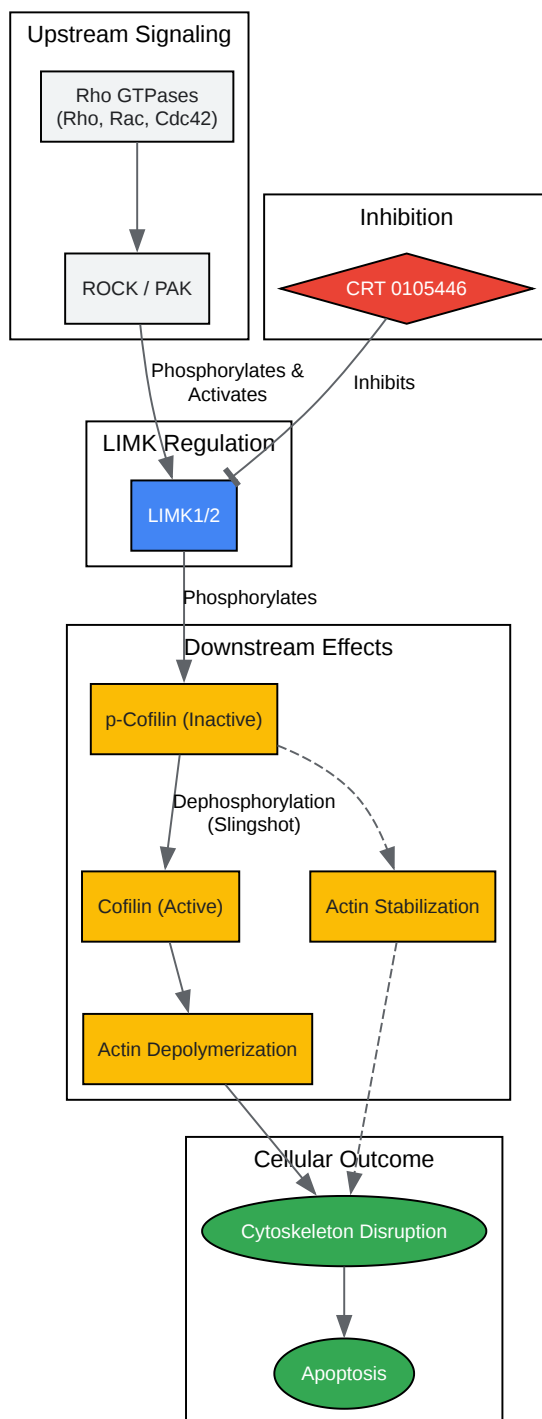 Upstream Signaling
Rho GTPases
(Rho, Rac, Cdc42)
Inhibition
ROCK / PAK
CRT 0105446
Phosphorylates &
Activates
Inhibits
LIMK Regulation
LIMK1/2
Phosphorylates
Downstream Effects
p-Cofilin (Inactive)
Dephosphorylation
(Slingshot)
Cofilin (Active)
Actin Stabilization
Actin Depolymerization
Cellular Outcome
Cytoskeleton Disruption
Apoptosis